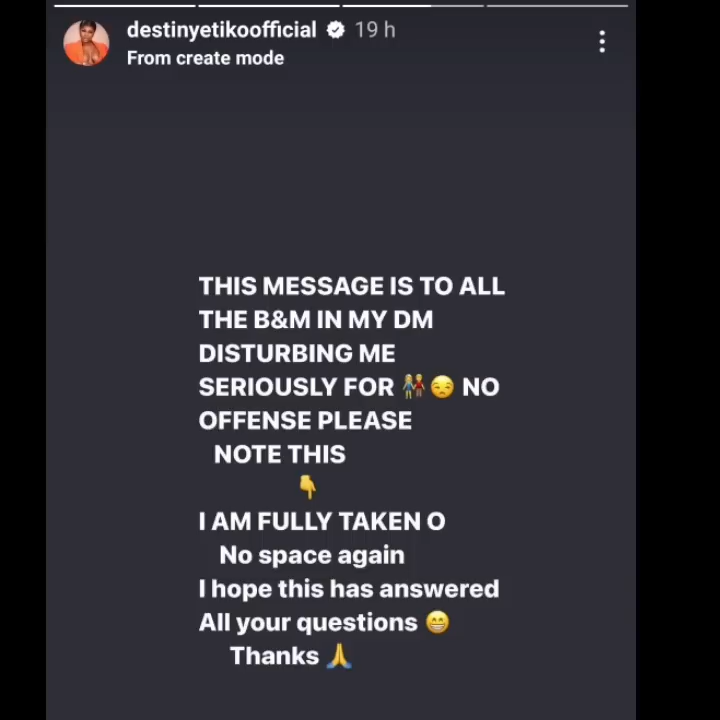 destinyetikoofficial 19 h
From create mode
THIS MESSAGE IS TO ALL
THE B&M IN MY DM
DISTURBING ME
SERIOUSLY FOR 👭😒 NO
OFFENSE PLEASE
NOTE THIS
👇
I AM FULLY TAKEN O
No space again
I hope this has answered
All your questions 😁
Thanks 🙏